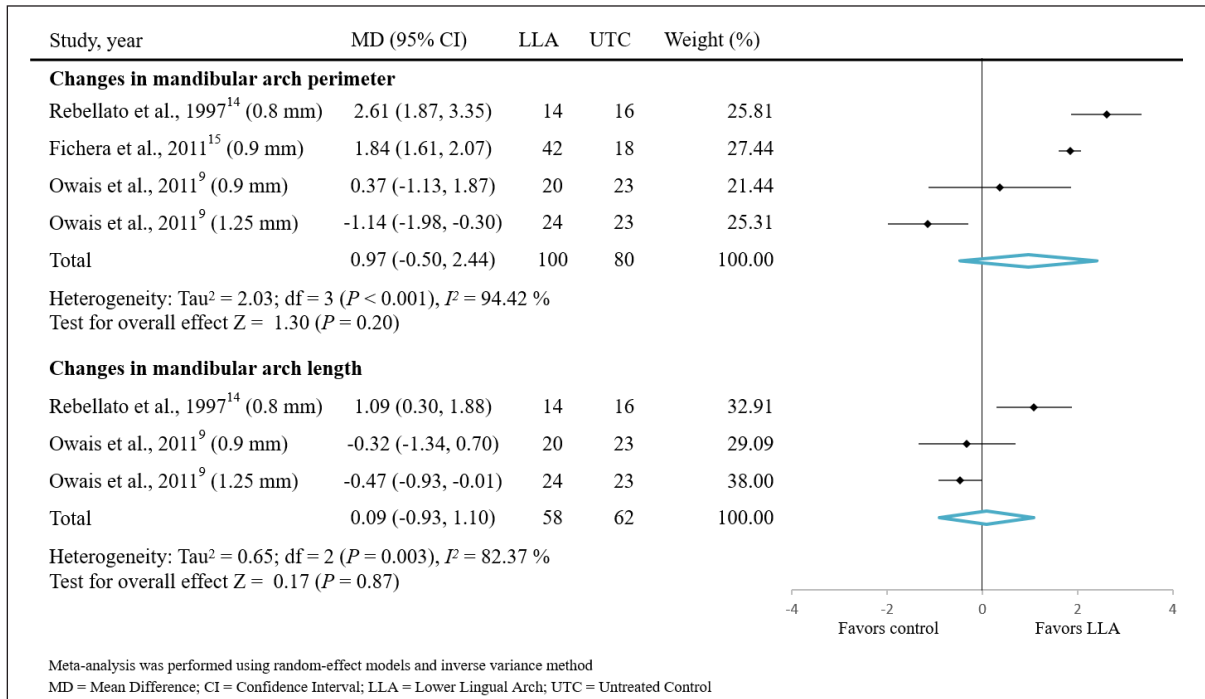 Study, year MD (95% CI) LLA UTC Weight (%)
Changes in mandibular arch perimeter
Rebellato et al., 1997¹⁴ (0.8 mm) 2.61 (1.87, 3.35) 14 16 25.81
Fichera et al., 2011¹⁵ (0.9 mm) 1.84 (1.61, 2.07) 42 18 27.44
Owais et al., 2011⁹ (0.9 mm) 0.37 (-1.13, 1.87) 20 23 21.44
Owais et al., 2011⁹ (1.25 mm) -1.14 (-1.98, -0.30) 24 23 25.31
Total 0.97 (-0.50, 2.44) 100 80 100.00
Heterogeneity: Tau² = 2.03; df = 3 (P < 0.001), I² = 94.42 %
Test for overall effect Z = 1.30 (P = 0.20)
Changes in mandibular arch length
Rebellato et al., 1997¹⁴ (0.8 mm) 1.09 (0.30, 1.88) 14 16 32.91
Owais et al., 2011⁹ (0.9 mm) -0.32 (-1.34, 0.70) 20 23 29.09
Owais et al., 2011⁹ (1.25 mm) -0.47 (-0.93, -0.01) 24 23 38.00
Total 0.09 (-0.93, 1.10) 58 62 100.00
Heterogeneity: Tau² = 0.65; df = 2 (P = 0.003), I² = 82.37 %
Test for overall effect Z = 0.17 (P = 0.87)
-4 -2 0 2 4
Favors control Favors LLA
Meta-analysis was performed using random-effect models and inverse variance method
MD = Mean Difference; CI = Confidence Interval; LLA = Lower Lingual Arch; UTC = Untreated Control